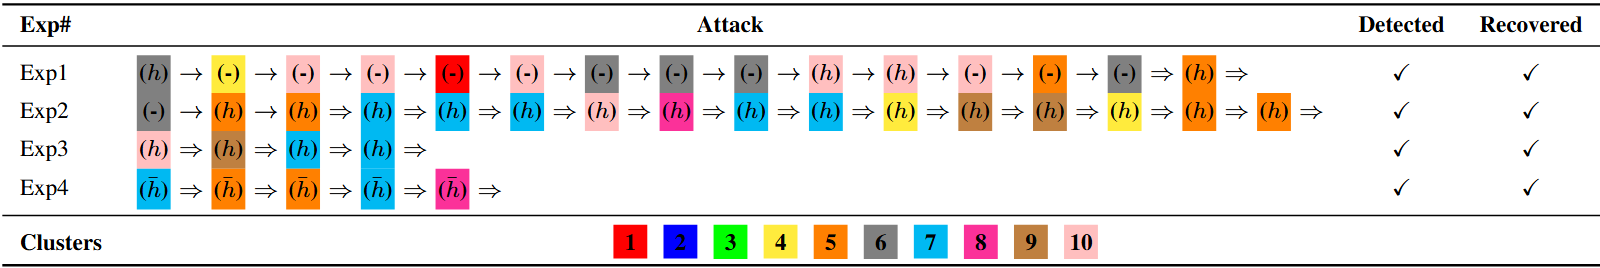 Exp# Attack Detected Recovered
Exp1 (h) → (-) → (-) → (-) → (-) → (-) → (-) → (-) → (-) → (h) → (h) → (-) → (-) → (-) ⇒ (h) ⇒ ✓ ✓
Exp2 (-) → (h) → (h) ⇒ (h) ⇒ (h) ⇒ (h) ⇒ (h) ⇒ (h) ⇒ (h) ⇒ (h) ⇒ (h) ⇒ (h) ⇒ (h) ⇒ (h) ⇒ (h) ⇒ (h) ⇒ ✓ ✓
Exp3 (h) ⇒ (h) ⇒ (h) ⇒ (h) ⇒ ✓ ✓
Exp4 (h̄) ⇒ (h̄) ⇒ (h̄) ⇒ (h̄) ⇒ (h̄) ⇒ ✓ ✓
Clusters 1 2 3 4 5 6 7 8 9 10